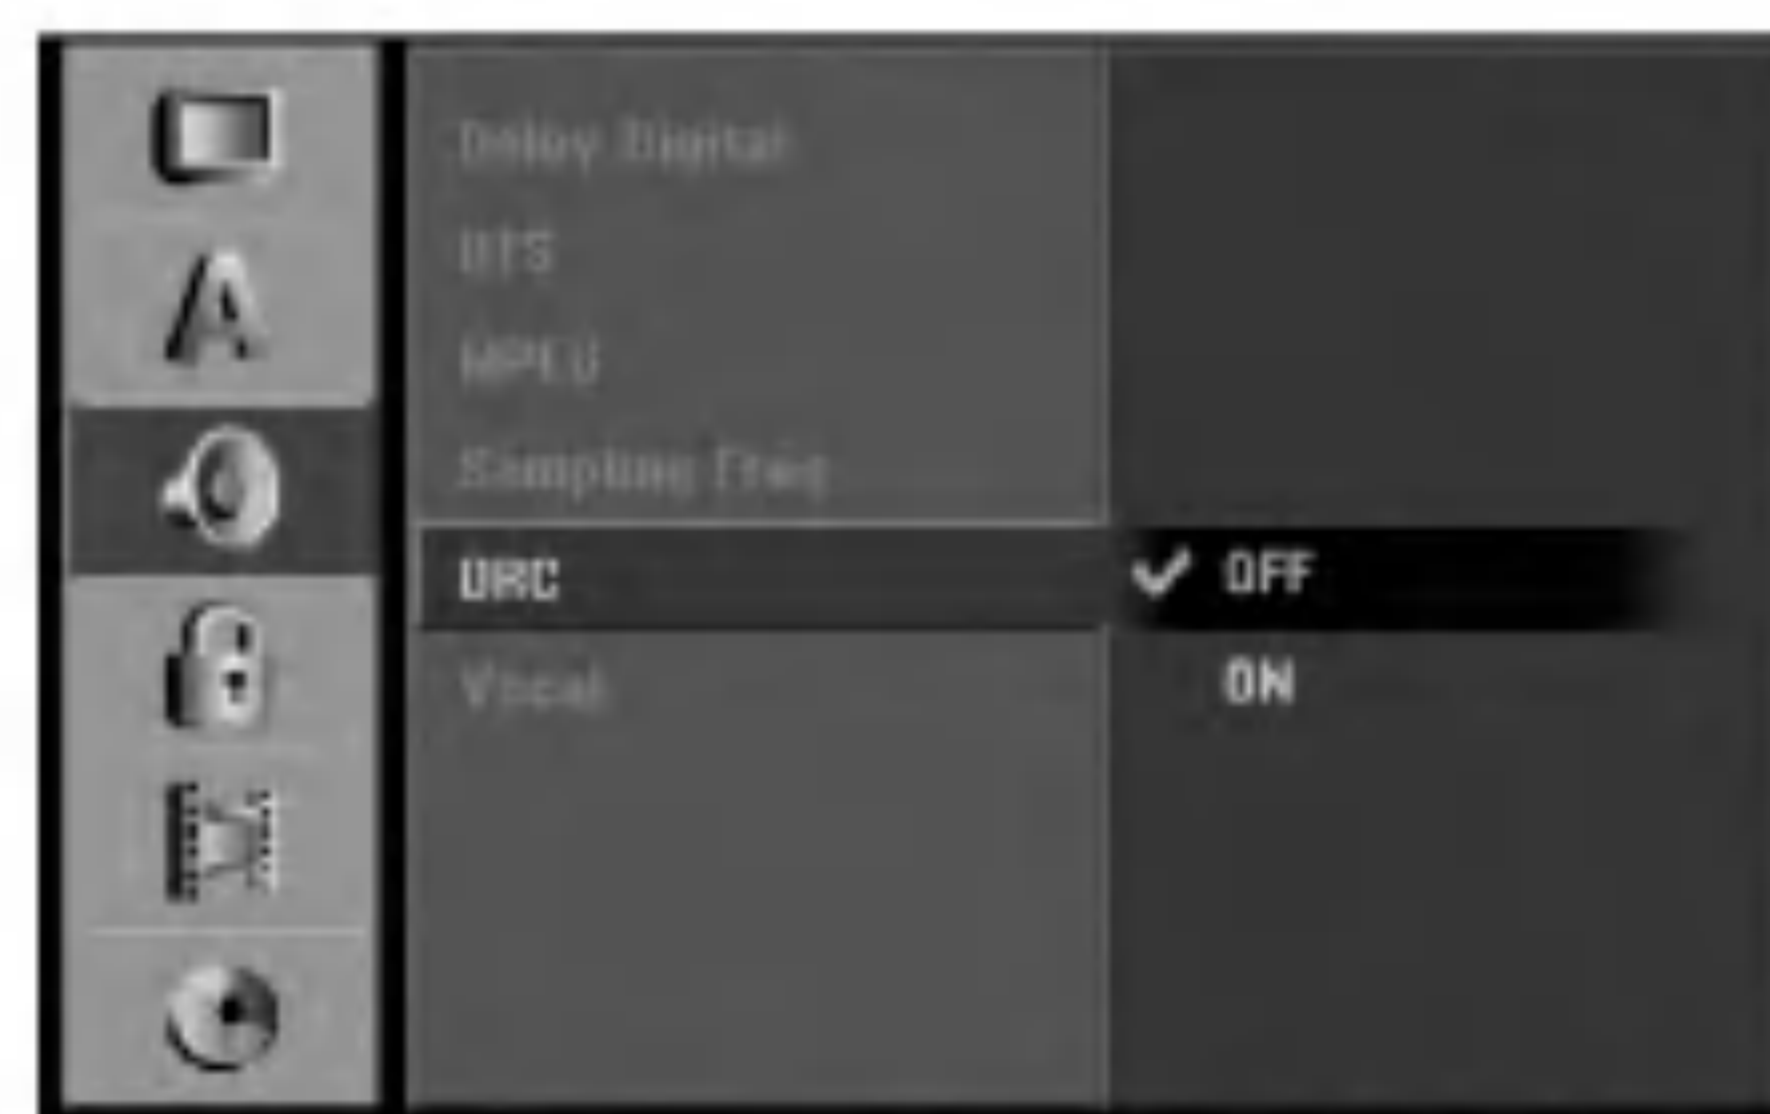 Dolby Digital
DTS
MPEG
Sampling Freq
DRC
✔ OFF
ON
Vocal